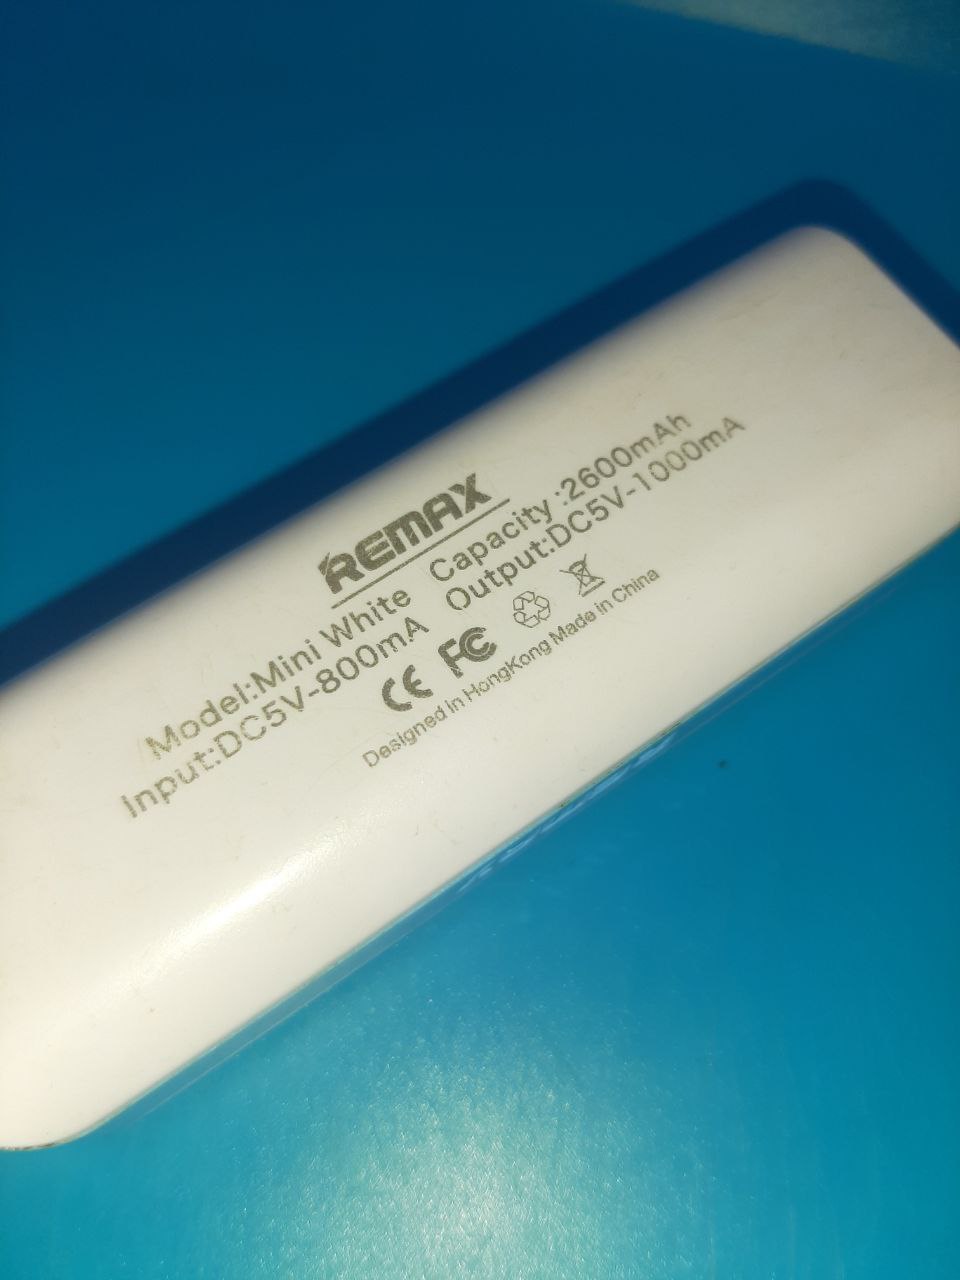 REMAX
Model:Mini White Capacity :2600mAh
Input:DC5V-800mA Output:DC5V-1000mA
CE FC
Designed in HongKong Made in China